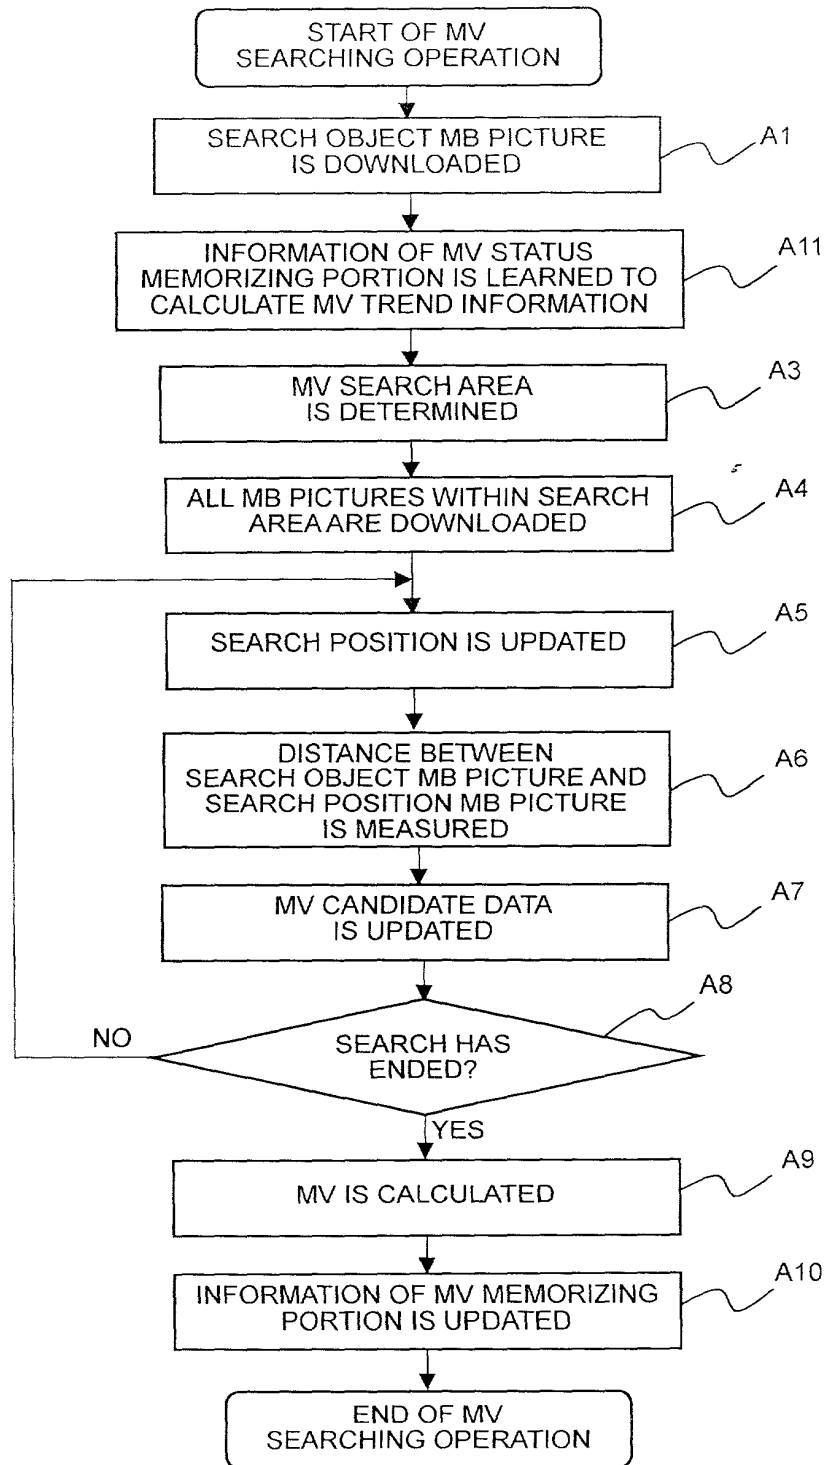 START OF MV
SEARCHING OPERATION
SEARCH OBJECT MB PICTURE
IS DOWNLOADED
A1
INFORMATION OF MV STATUS
MEMORIZING PORTION IS LEARNED TO
CALCULATE MV TREND INFORMATION
A11
MV SEARCH AREA
IS DETERMINED
A3
ALL MB PICTURES WITHIN SEARCH
AREA ARE DOWNLOADED
A4
SEARCH POSITION IS UPDATED
A5
DISTANCE BETWEEN
SEARCH OBJECT MB PICTURE AND
SEARCH POSITION MB PICTURE
IS MEASURED
A6
MV CANDIDATE DATA
IS UPDATED
A7
A8
NO
SEARCH HAS
ENDED?
YES
MV IS CALCULATED
A9
INFORMATION OF MV MEMORIZING
PORTION IS UPDATED
A10
END OF MV
SEARCHING OPERATION